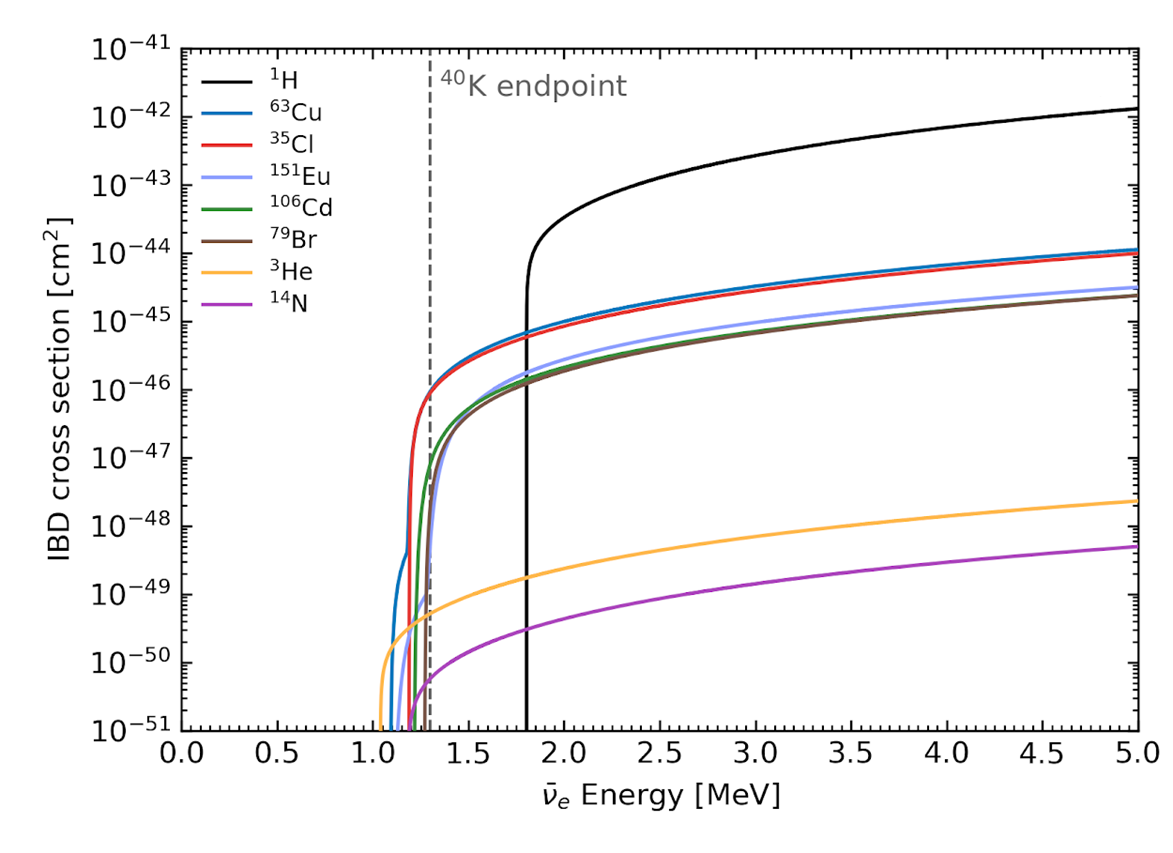 10⁻⁴¹
10⁻⁴²
10⁻⁴³
10⁻⁴⁴
10⁻⁴⁵
10⁻⁴⁶
10⁻⁴⁷
10⁻⁴⁸
10⁻⁴⁹
10⁻⁵⁰
10⁻⁵¹
IBD cross section [cm²]
¹H
⁶³Cu
³⁵Cl
¹⁵¹Eu
¹⁰⁶Cd
⁷⁹Br
³He
¹⁴N
⁴⁰K endpoint
0.0 0.5 1.0 1.5 2.0 2.5 3.0 3.5 4.0 4.5 5.0
ν̄ₑ Energy [MeV]